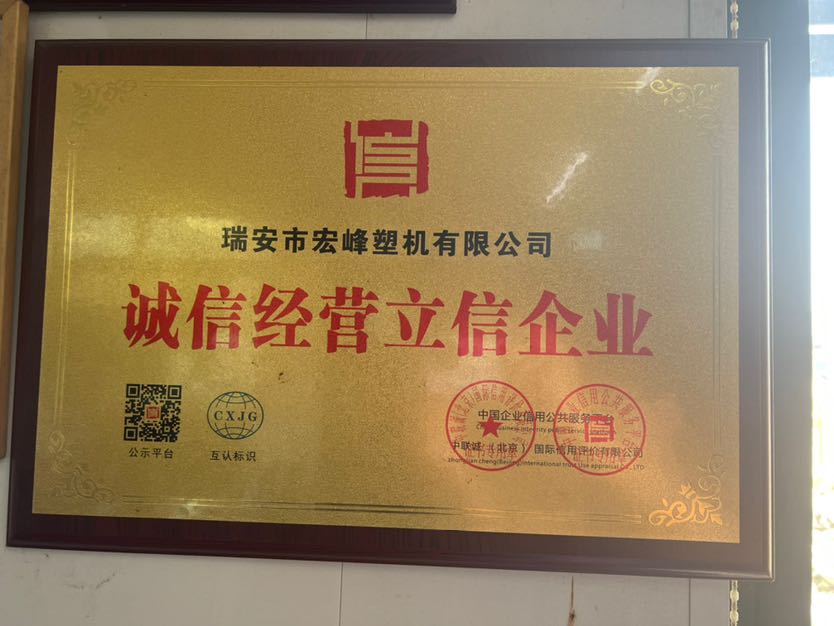 信
瑞安市宏峰塑机有限公司
诚信经营立信企业
CXJG
公示平台
互认标识
中国企业信用公共服务平台
中联诚（北京）国际信用评价有限公司